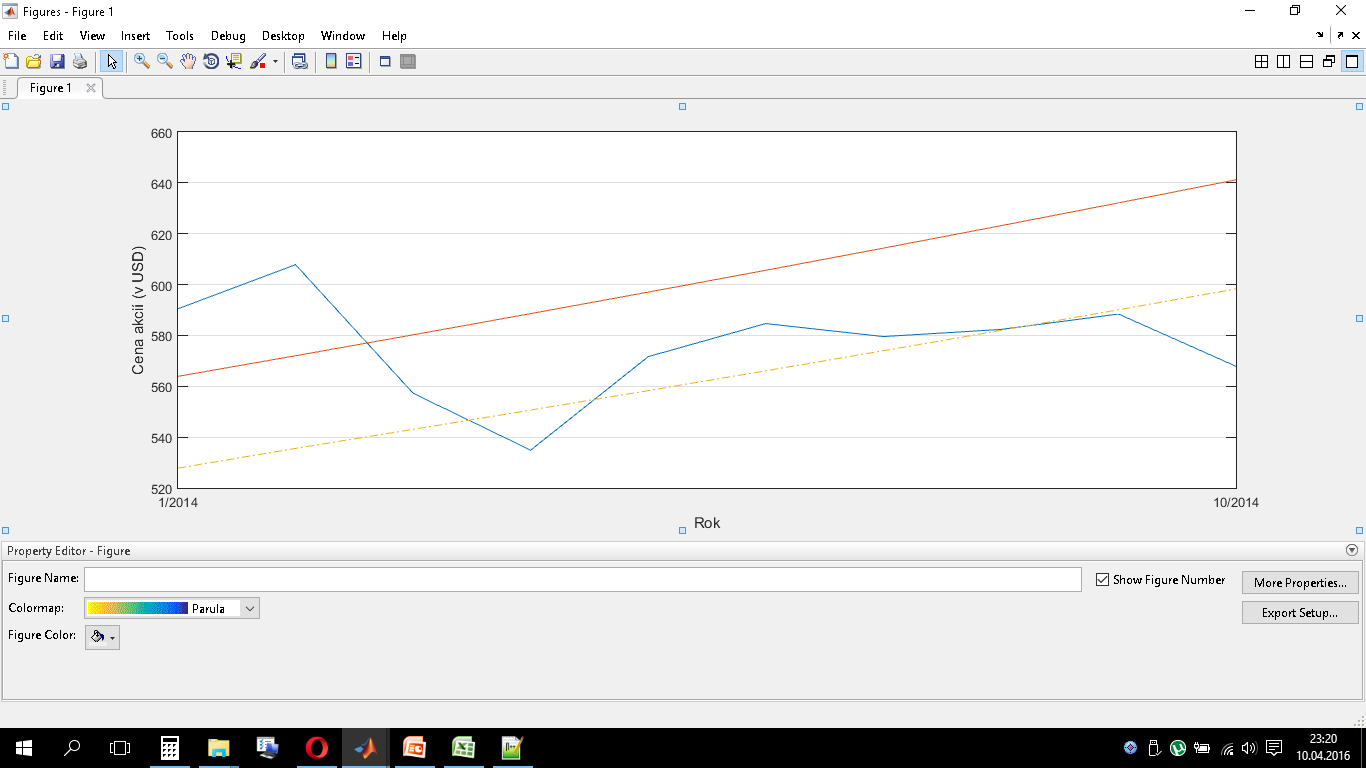 Figures - Figure 1
File Edit View Insert Tools Debug Desktop Window Help
Figure 1
660
640
620
600
580
560
540
520
Cena akcií (v USD)
1/2014 10/2014
Rok
Property Editor - Figure
Figure Name: Show Figure Number More Properties...
Colormap: Parula Export Setup...
Figure Color:
23:20
10.04.2016